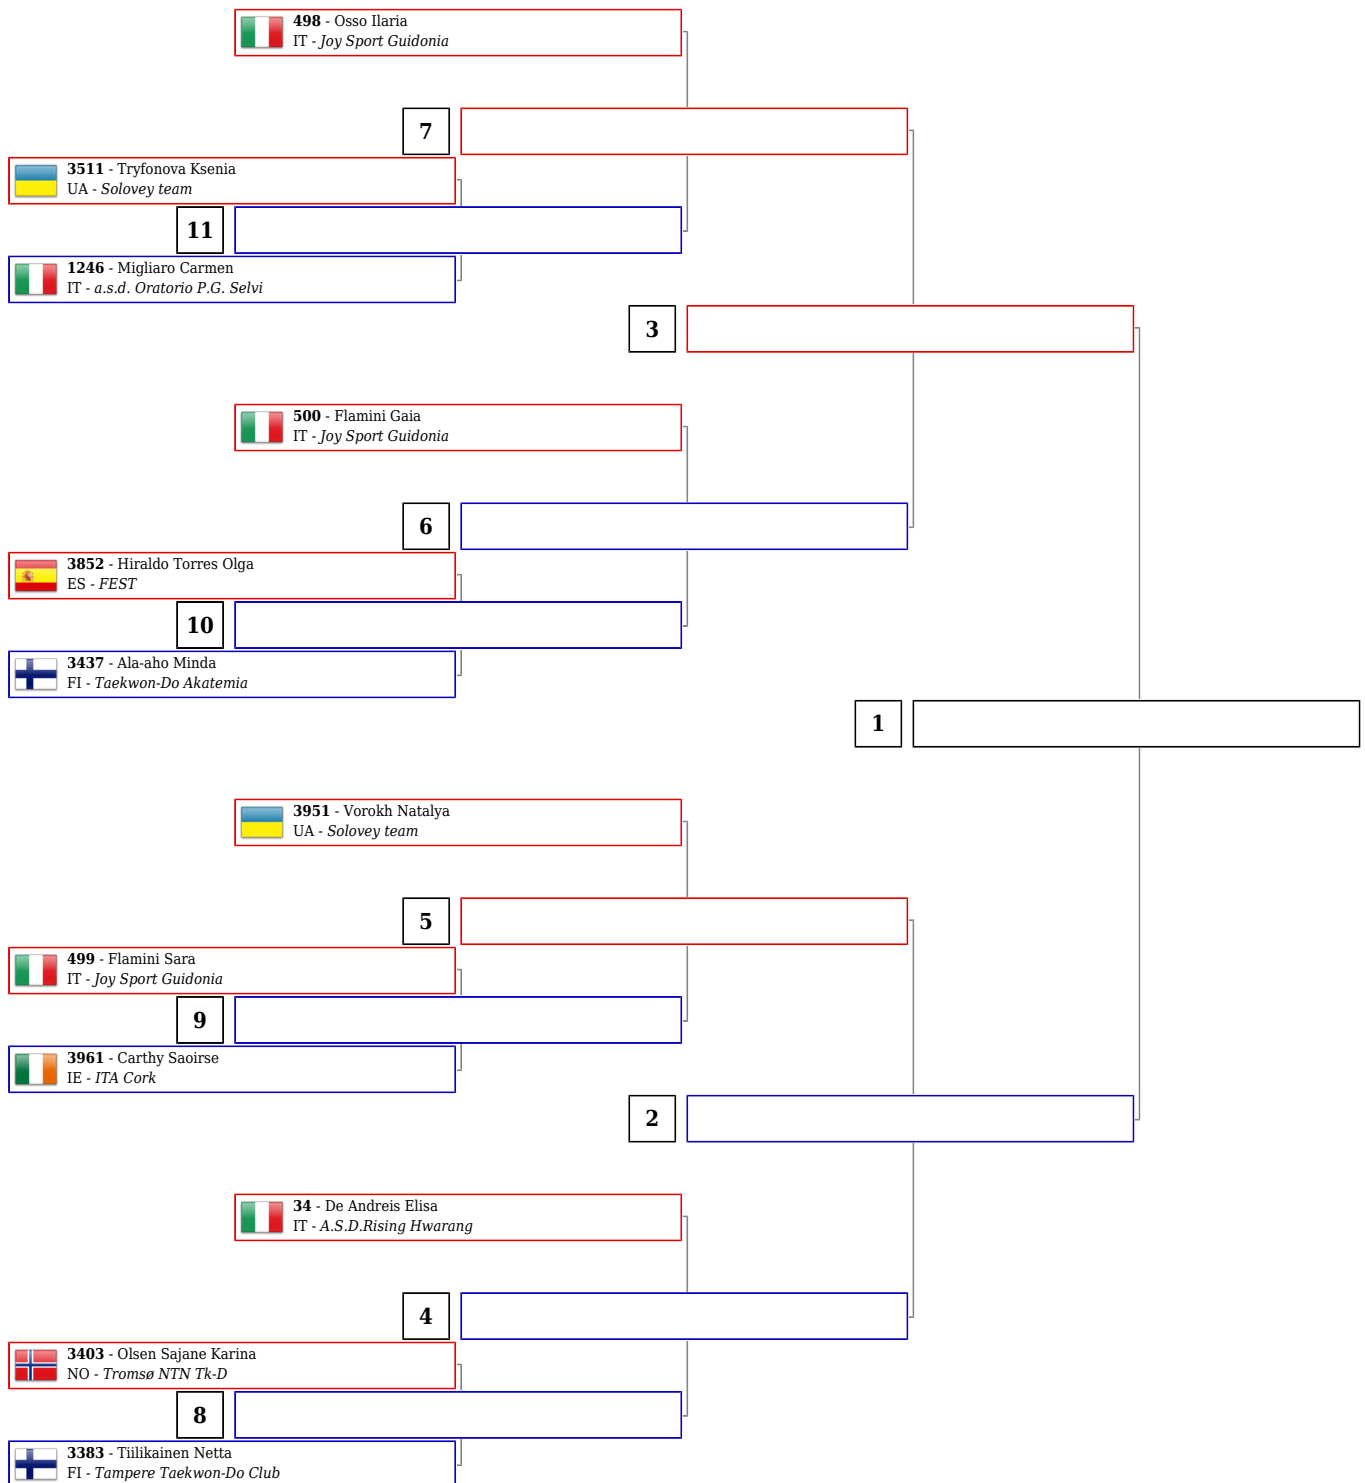 498 - Osso Ilaria
IT - Joy Sport Guidonia
7
3511 - Tryfonova Ksenia
UA - Solovey team
11
1246 - Migliaro Carmen
IT - a.s.d. Oratorio P.G. Selvi
3
500 - Flamini Gaia
IT - Joy Sport Guidonia
6
3852 - Hiraldo Torres Olga
ES - FEST
10
3437 - Ala-aho Minda
FI - Taekwon-Do Akatemia
1
3951 - Vorokh Natalya
UA - Solovey team
5
499 - Flamini Sara
IT - Joy Sport Guidonia
9
3961 - Carthy Saoirse
IE - ITA Cork
2
34 - De Andreis Elisa
IT - A.S.D.Rising Hwarang
4
3403 - Olsen Sajane Karina
NO - Tromsø NTN Tk-D
8
3383 - Tiilikainen Netta
FI - Tampere Taekwon-Do Club